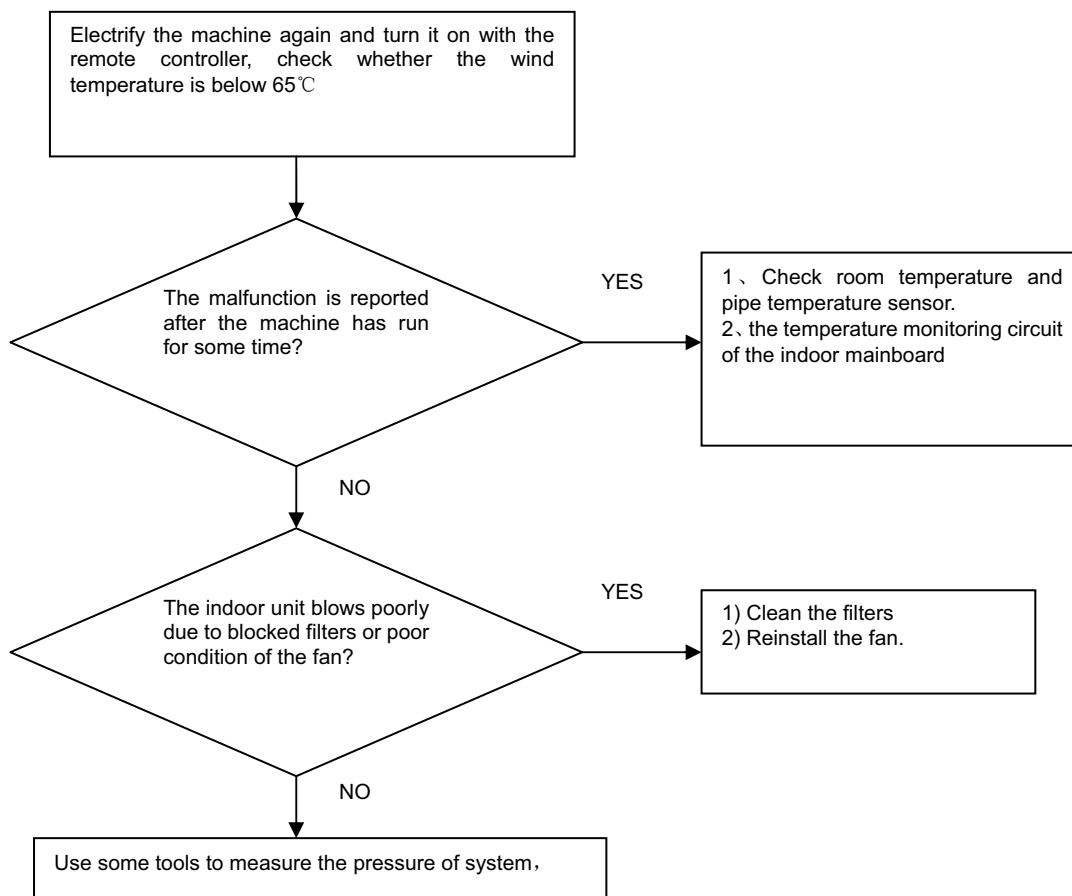 Electrify the machine again and turn it on with the
remote controller, check whether the wind
temperature is below 65℃
The malfunction is reported
after the machine has run
for some time?
YES
1、Check room temperature and
pipe temperature sensor.
2、the temperature monitoring circuit
of the indoor mainboard
NO
The indoor unit blows poorly
due to blocked filters or poor
condition of the fan?
YES
1) Clean the filters
2) Reinstall the fan.
NO
Use some tools to measure the pressure of system，